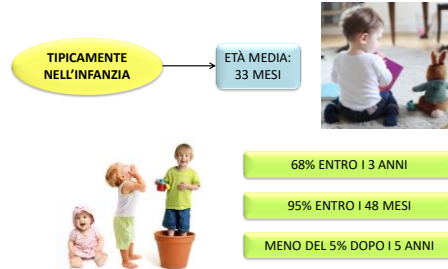 TIPICAMENTE
NELL'INFANZIA
ETÀ MEDIA:
33 MESI
68% ENTRO I 3 ANNI
95% ENTRO I 48 MESI
MENO DEL 5% DOPO I 5 ANNI